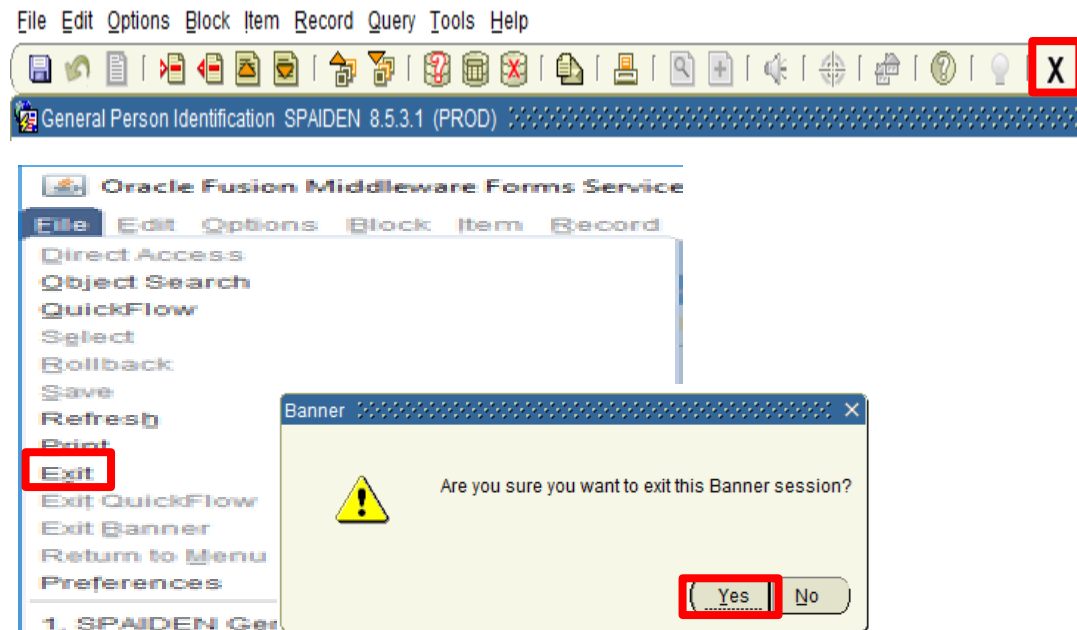 File Edit Options Block Item Record Query Tools Help
X
General Person Identification SPAIDEN 8.5.3.1 (PROD)
Oracle Fusion Middleware Forms Service
File Edit Options Block Item Record
Direct Access
Object Search
QuickFlow
Select
Rollback
Save
Refresh
Print
Exit
Exit QuickFlow
Exit Banner
Return to Menu
Preferences
1. SPAIDEN Ger
Banner
Are you sure you want to exit this Banner session?
Yes No